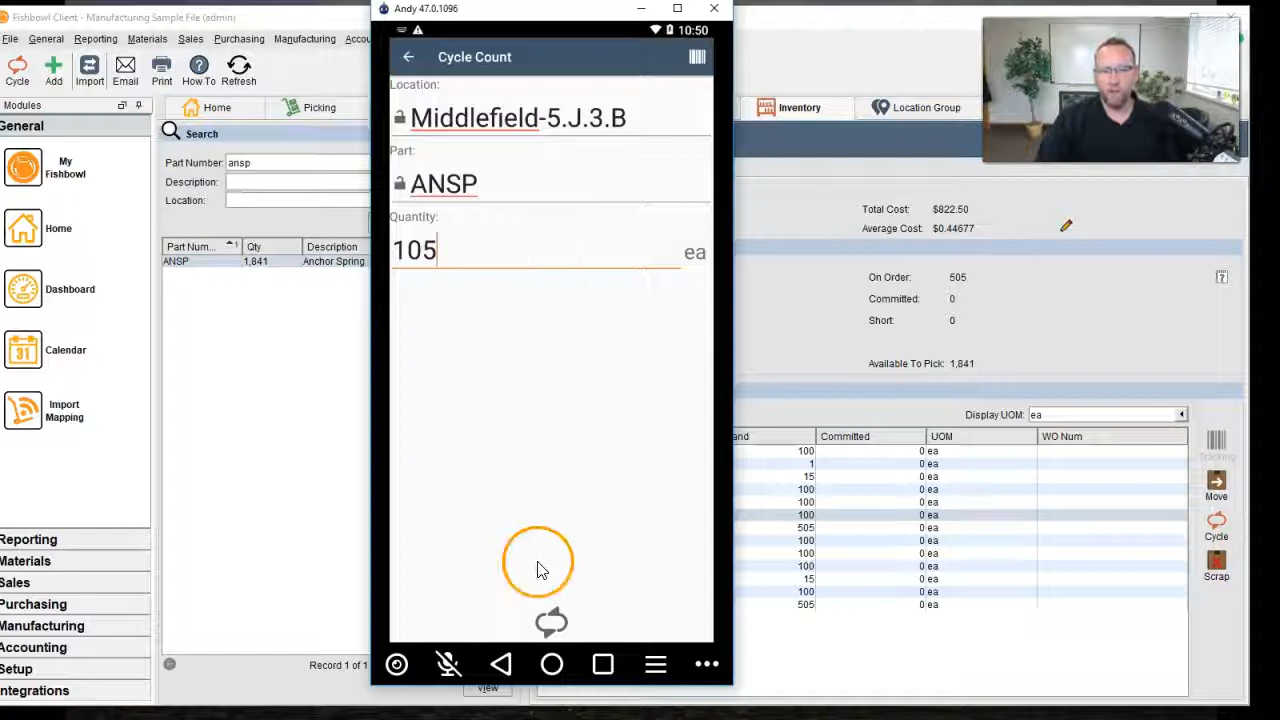 Fishbowl Client - Manufacturing Sample File (admin)
Andy 47.0.1096
File General Reporting Materials Sales Purchasing Manufacturing Accou
10:50
Cycle Add Import Email Print How To Refresh
Cycle Count
Modules
Home
Picking
Inventory
Location Group
General
Search
My Fishbowl
Home
Dashboard
31
Calendar
Import Mapping
Reporting
Materials
Sales
Purchasing
Manufacturing
Accounting
Setup
Integrations
Part Number: ansp
Description:
Location:
Part Num... 1 Qty Description
ANSP 1,841 Anchor Spring
Record 1 of 1
View
Location:
Middlefield-5.J.3.B
Part:
ANSP
Quantity:
105 ea
Total Cost: $822.50
Average Cost: $0.44677
On Order: 505
Committed: 0
Short: 0
Available To Pick: 1,841
Display UOM: ea
and Committed UOM WO Num
100 0 ea
1 0 ea
15 0 ea
100 0 ea
100 0 ea
100 0 ea
505 0 ea
100 0 ea
100 0 ea
100 0 ea
15 0 ea
100 0 ea
505 0 ea
Tracking
Move
Cycle
Scrap